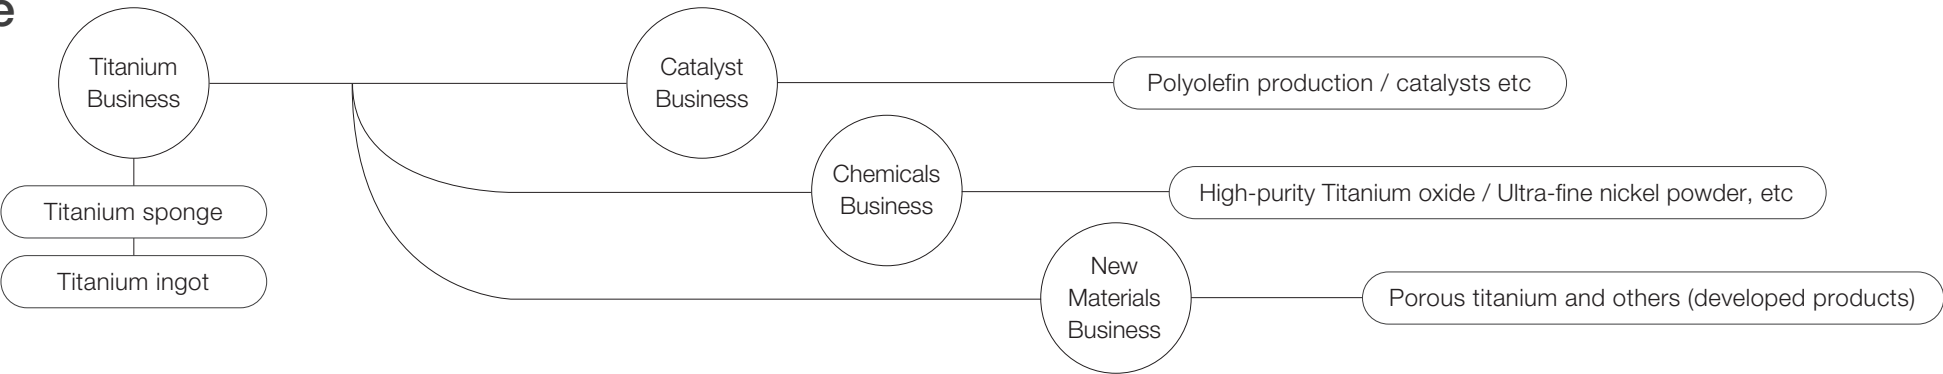 e
Titanium
Business
Catalyst
Business
Polyolefin production / catalysts etc
Chemicals
Business
High-purity Titanium oxide / Ultra-fine nickel powder, etc
Titanium sponge
Titanium ingot
New
Materials
Business
Porous titanium and others (developed products)